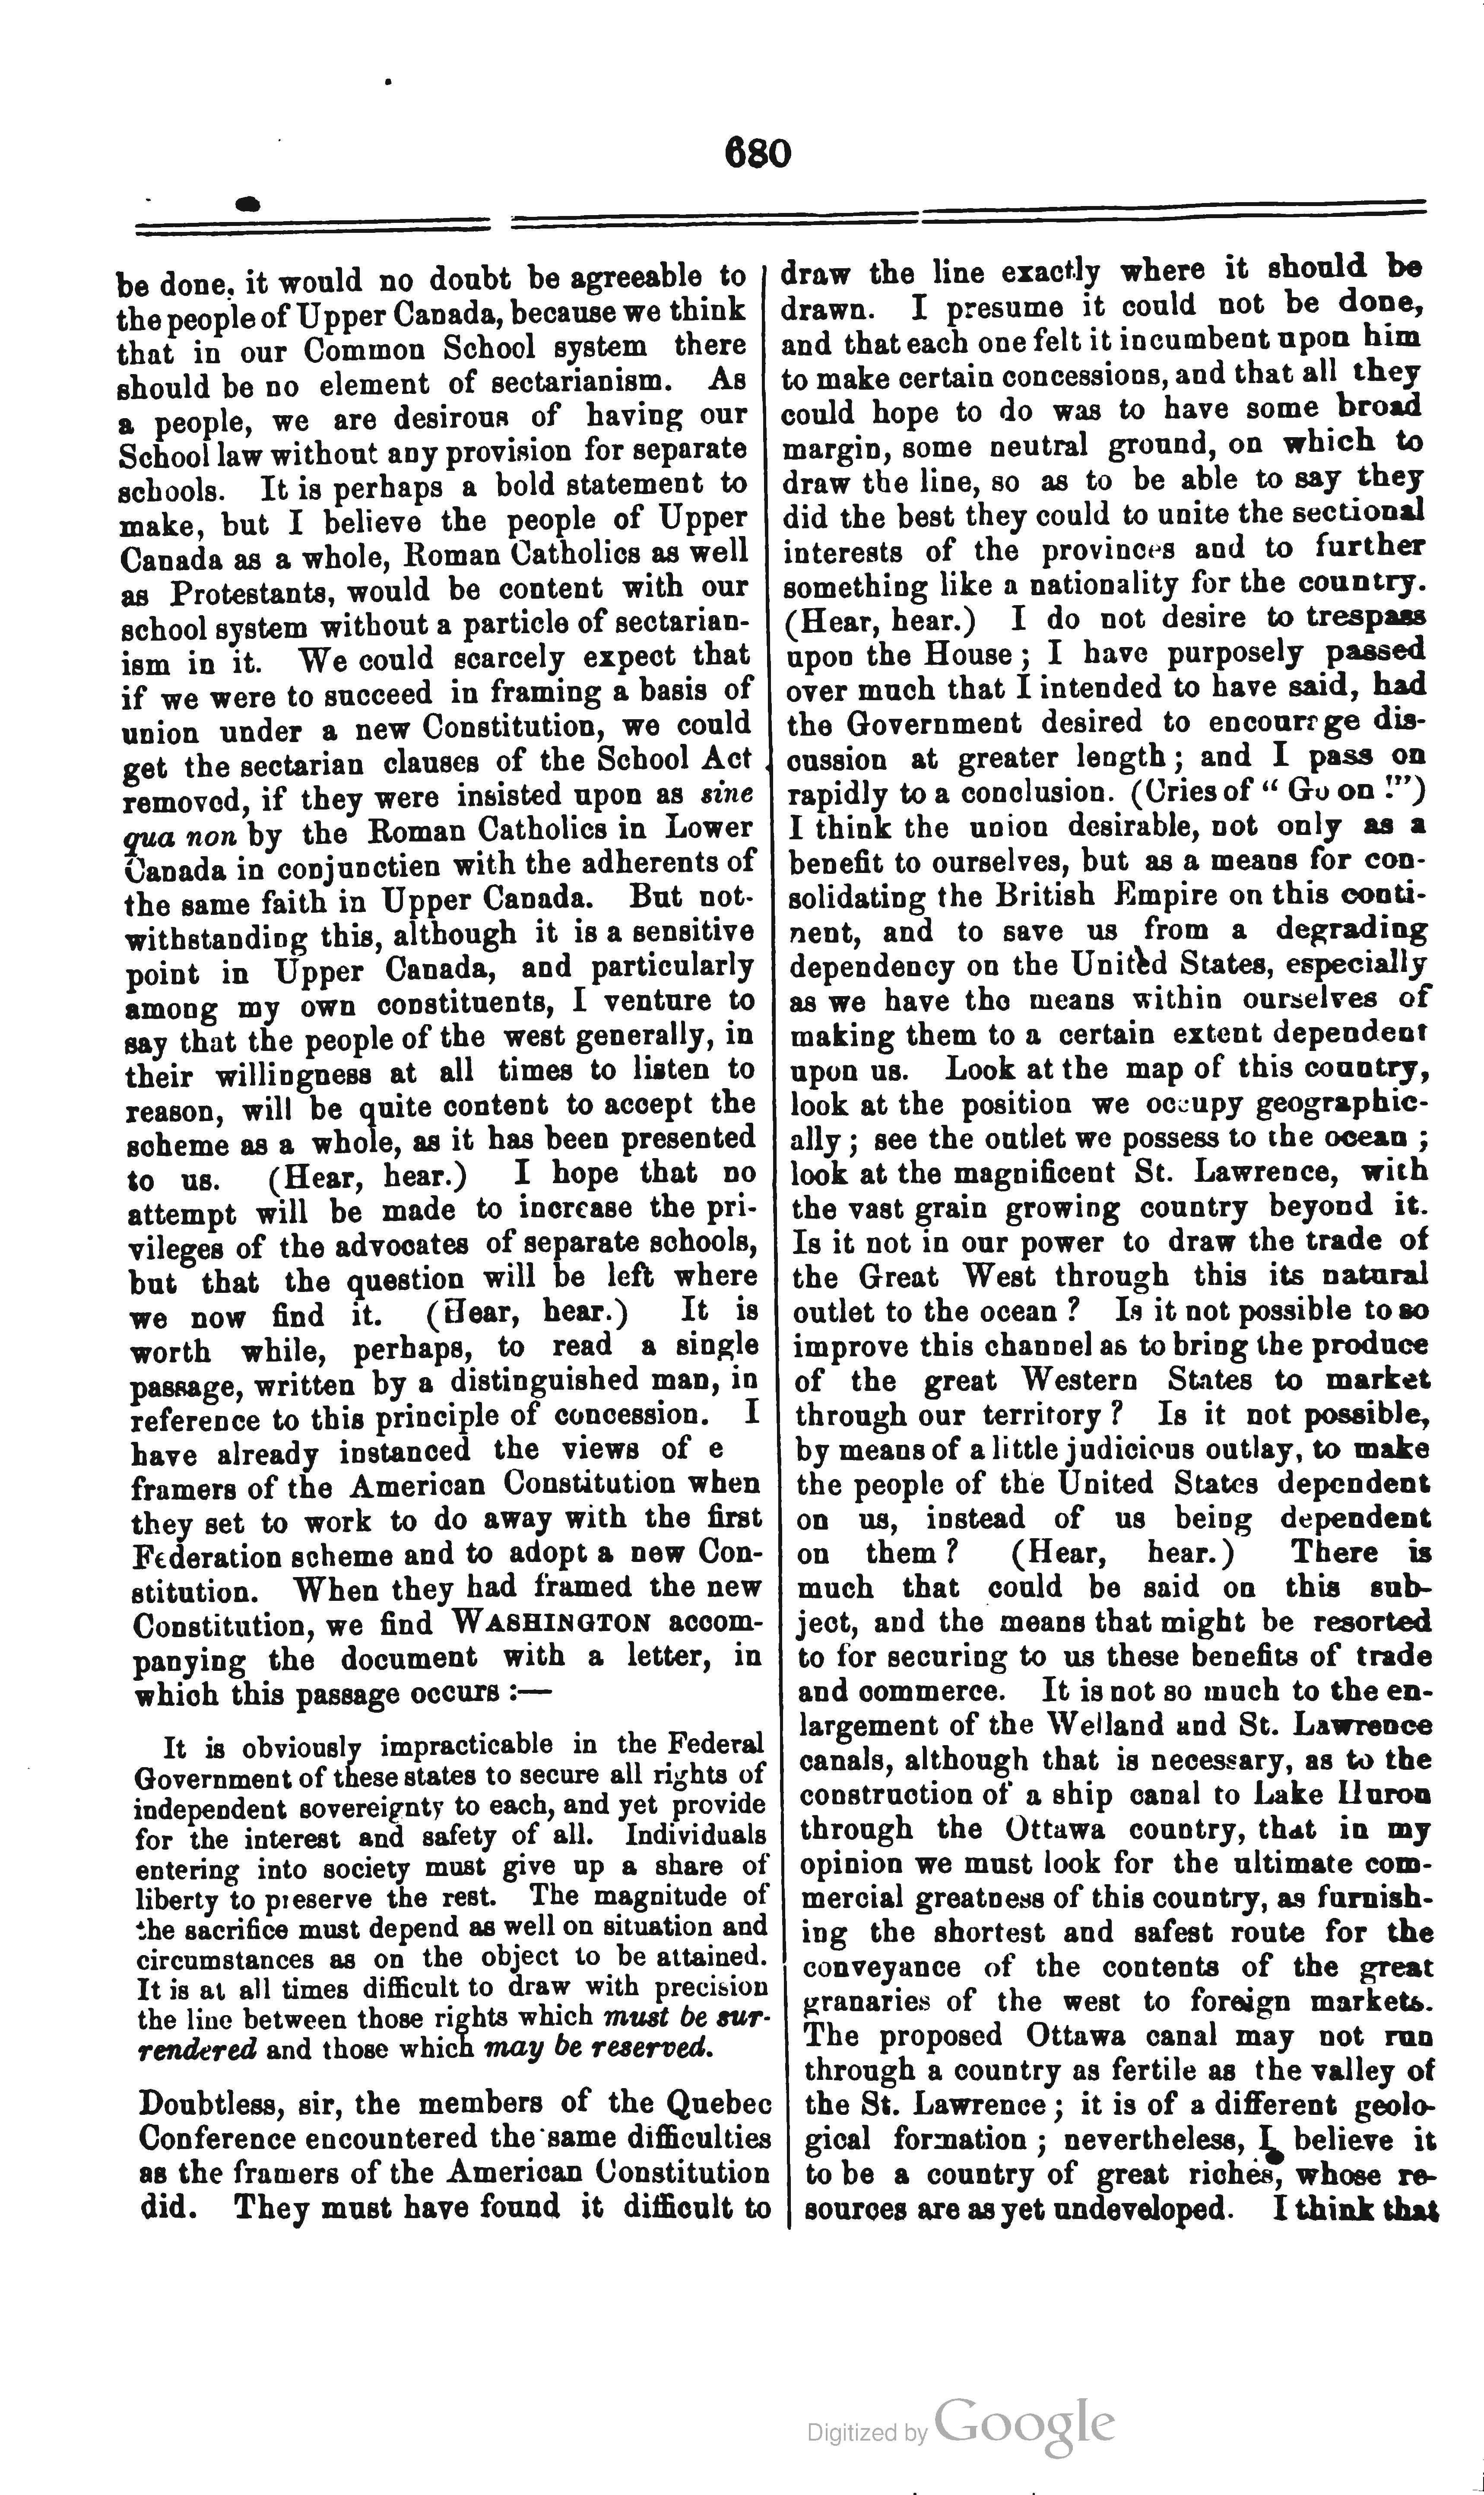 680
be done, it would no doubt be agreeable to
the people of Upper Canada, because we think
that in our Common School system there
should be no element of sectarianism. As
a people, we are desirous of having our
School law without any provision for separate
schools. It is perhaps a bold statement to
make, but I believe the people of Upper
Canada as a whole, Roman Catholics as well
as Protestants, would be content with our
school system without a particle of sectarian-
ism in it. We could scarcely expect that
if we were to succeed in framing a basis of
union under a new Constitution, we could
get the sectarian clauses of the School Act
removed, if they were insisted upon as sine
qua non by the Roman Catholics in Lower
Canada in conjunctien with the adherents of
the same faith in Upper Canada. But not-
withstanding this, although it is a sensitive
point in Upper Canada, and particularly
among my own constituents, I venture to
say that the people of the west generally, in
their willingness at all times to listen to
reason, will be quite content to accept the
scheme as a whole, as it has been presented
to us. (Hear, hear.) I hope that no
attempt will be made to increase the pri-
vileges of the advocates of separate schools,
but that the question will be left where
we now find it. (Hear, hear.) It is
worth while, perhaps, to read a single
passage, written by a distinguished man, in
reference to this principle of concession. I
have already instanced the views of e
framers of the American Constitution when
they set to work to do away with the first
Federation scheme and to adopt a new Con-
stitution. When they had framed the new
Constitution, we find WASHINGTON accom-
panying the document with a letter, in
which this passage occurs :—
It is obviously impracticable in the Federal
Government of these states to secure all rights of
independent sovereignty to each, and yet provide
for the interest and safety of all. Individuals
entering into society must give up a share of
liberty to preserve the rest. The magnitude of
the sacrifice must depend as well on situation and
circumstances as on the object to be attained.
It is at all times difficult to draw with precision
the line between those rights which must be sur-
rendered and those which may be reserved.
Doubtless, sir, the members of the Quebec
Conference encountered the same difficulties
as the framers of the American Constitution
did. They must have found it difficult to
draw the line exactly where it should be
drawn. I presume it could not be done,
and that each one felt it incumbent upon him
to make certain concessions, and that all they
could hope to do was to have some broad
margin, some neutral ground, on which to
draw the line, so as to be able to say they
did the best they could to unite the sectional
interests of the provinces and to further
something like a nationality for the country.
(Hear, hear.) I do not desire to trespass
upon the House ; I have purposely passed
over much that I intended to have said, had
the Government desired to encourage dis-
cussion at greater length ; and I pass on
rapidly to a conclusion. (Cries of " Go on !")
I think the union desirable, not only as a
benefit to ourselves, but as a means for con-
solidating the British Empire on this conti-
nent, and to save us from a degrading
dependency on the United States, especially
as we have the means within ourselves of
making them to a certain extent dependent
upon us. Look at the map of this country,
look at the position we occupy geographic-
ally ; see the outlet we possess to the ocean ;
look at the magnificent St. Lawrence, with
the vast grain growing country beyond it.
Is it not in our power to draw the trade of
the Great West through this its natural
outlet to the ocean ? Is it not possible to so
improve this channel as to bring the produce
of the great Western States to market
through our territory ? Is it not possible,
by means of a little judicious outlay, to make
the people of the United States dependent
on us, instead of us being dependent
on them ? (Hear, hear.) There is
much that could be said on this sub-
ject, and the means that might be resorted
to for securing to us these benefits of trade
and commerce. It is not so much to the en-
largement of the Welland and St. Lawrence
canals, although that is necessary, as to the
construction of a ship canal to Lake Huron
through the Ottawa country, that in my
opinion we must look for the ultimate com-
mercial greatness of this country, as furnish-
ing the shortest and safest route for the
conveyance of the contents of the great
granaries of the west to foreign markets.
The proposed Ottawa canal may not run
through a country as fertile as the valley of
the St. Lawrence ; it is of a different geolo-
gical formation ; nevertheless, I believe it
to be a country of great riches, whose re-
sources are as yet undeveloped. I think that
Digitized by Google